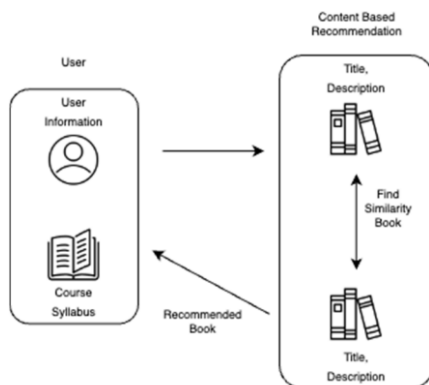 Content Based
Recommendation
User
User
Information
Course
Syllabus
Title,
Description
Find
Similarity
Book
Title,
Description
Recommended
Book